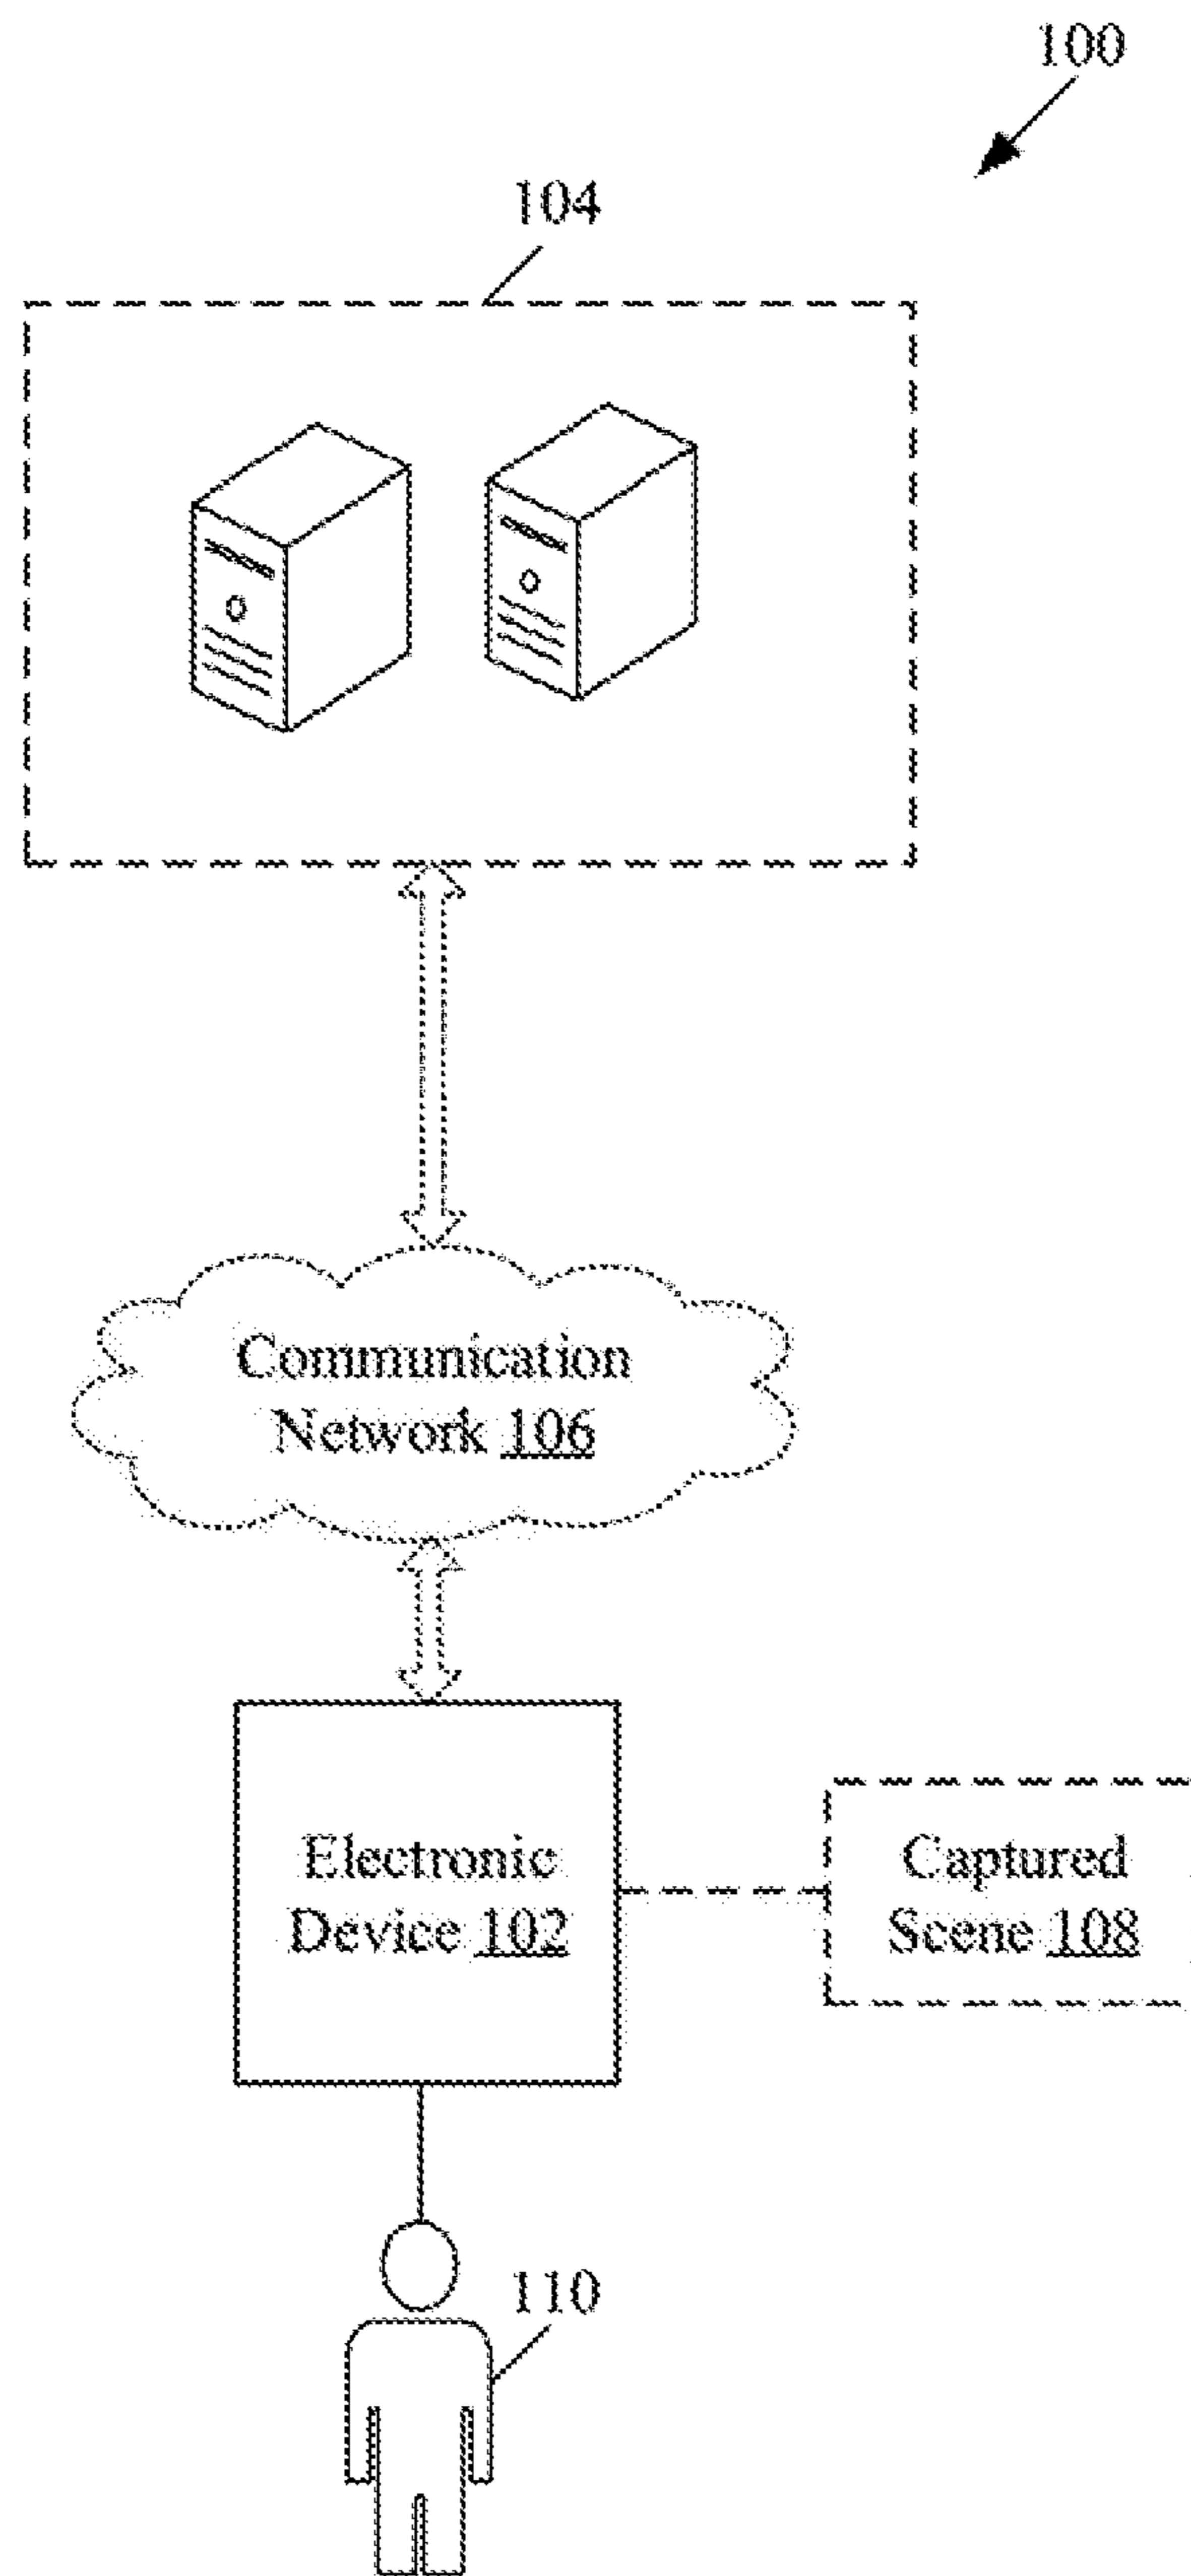 100
104
Communication
Network 106
Electronic
Device 102
Captured
Scene 108
110